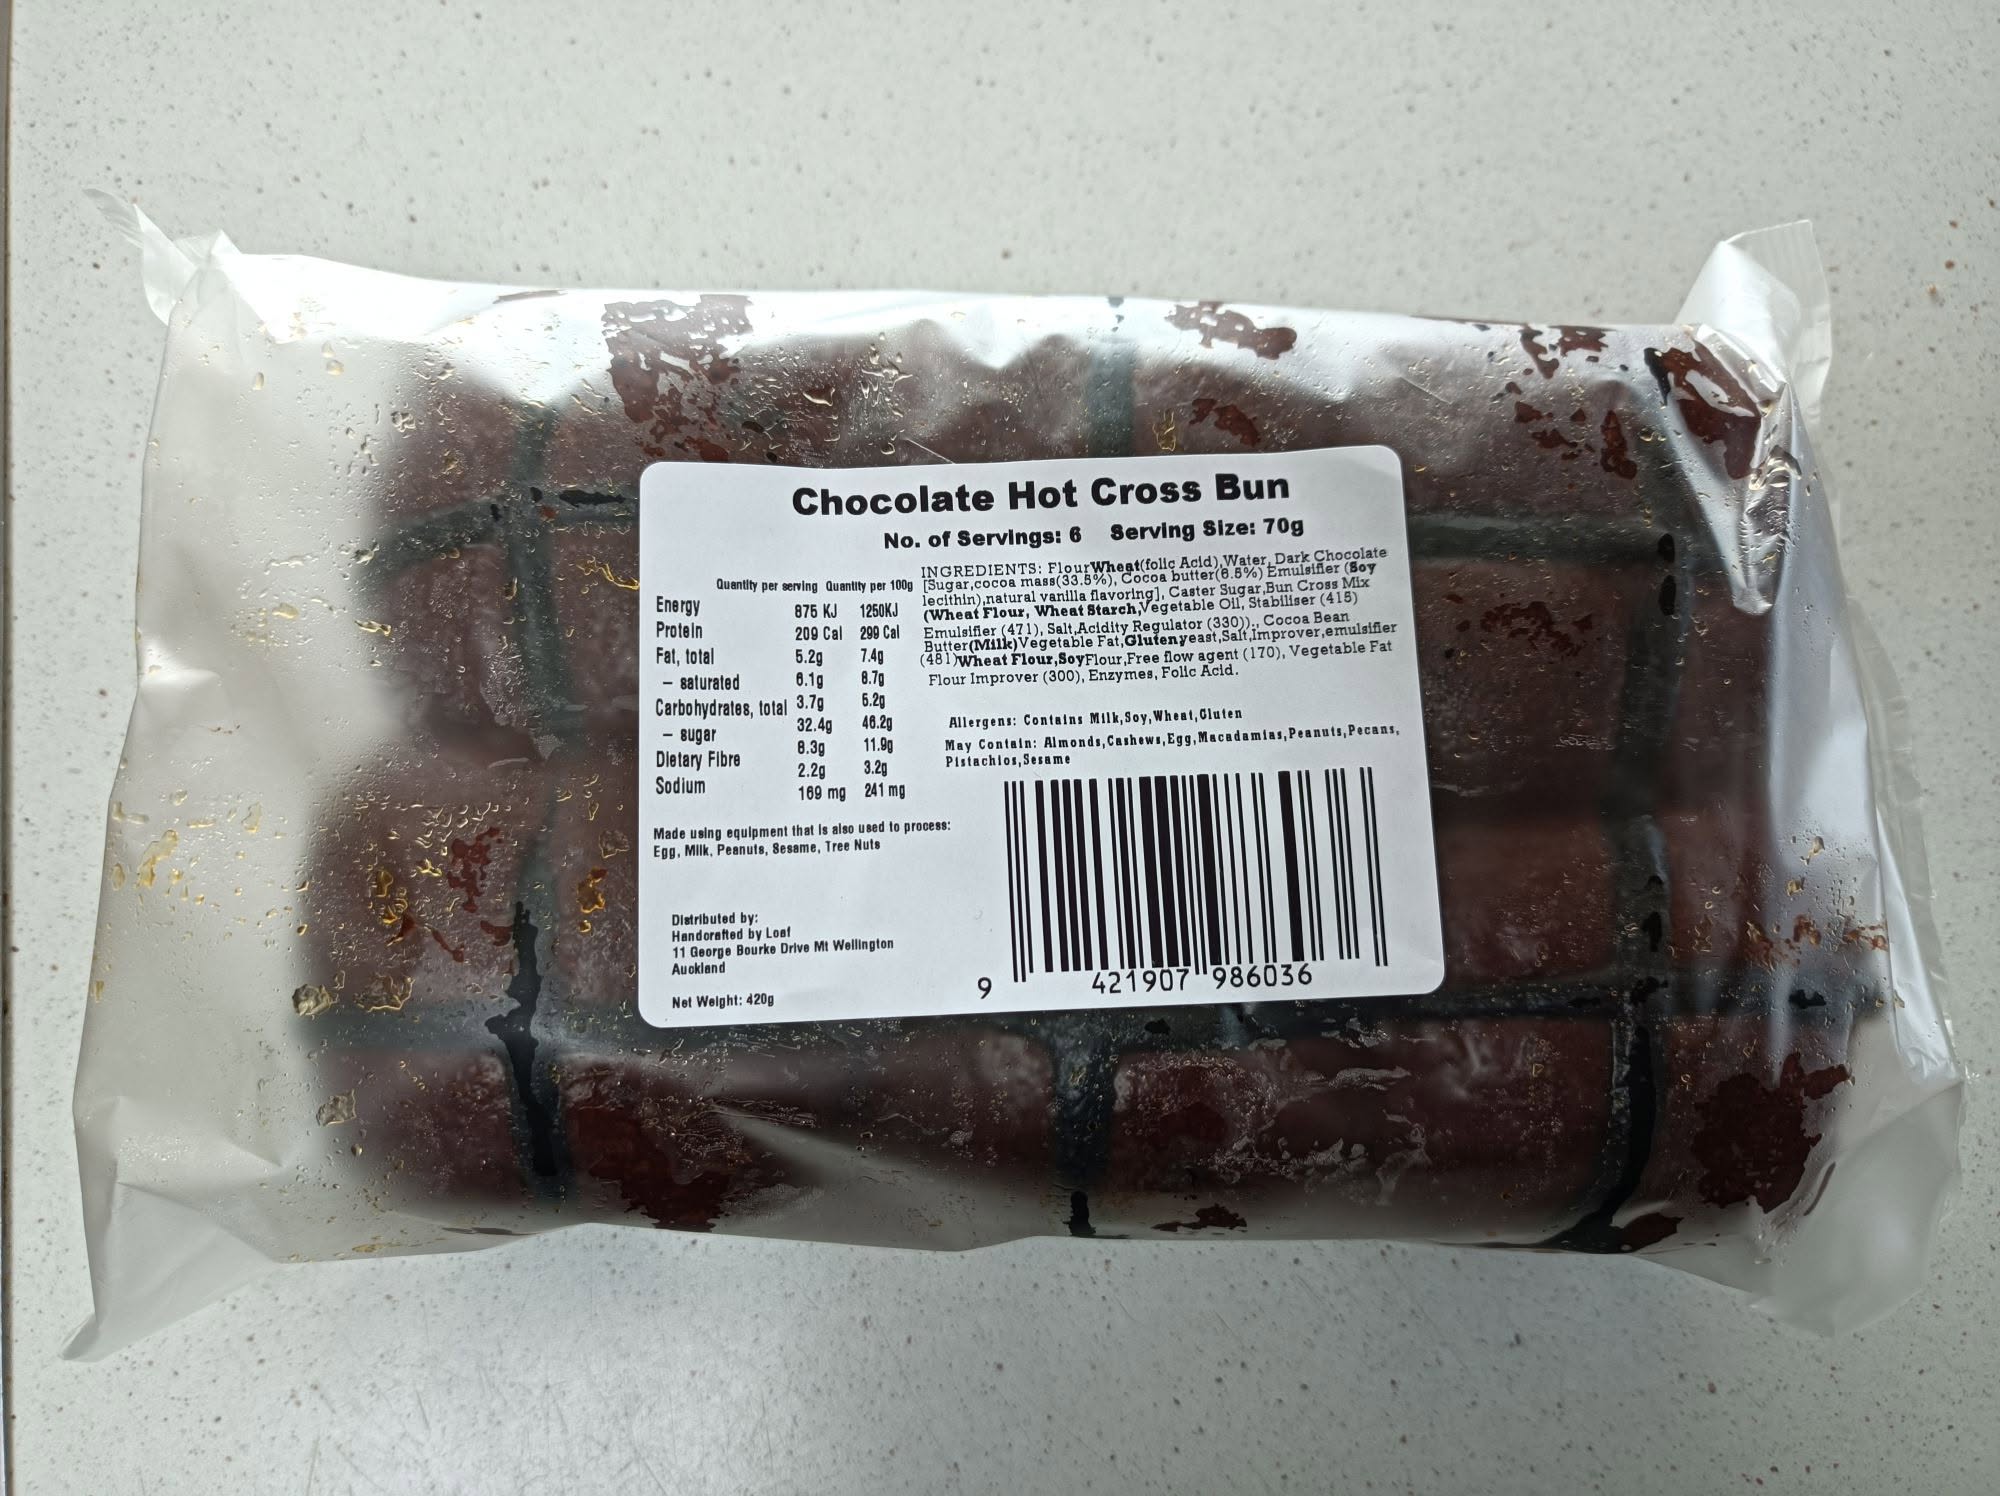 Chocolate Hot Cross Bun
No. of Servings: 6 Serving Size: 70g
Quantity per serving Quantity per 100g
Energy 875 KJ 1250KJ
Protein 209 Cal 299 Cal
Fat, total 5.2g 7.4g
– saturated 6.1g 8.7g
Carbohydrates, total 3.7g 5.2g
– sugar 32.4g 46.2g
Dietary Fibre 8.3g 11.9g
Sodium 2.2g 3.2g
169 mg 241 mg
INGREDIENTS: FlourWheat(folic Acid),Water, Dark Chocolate
[Sugar,cocoa mass(33.5%), Cocoa butter(8.5%) Emulsifier (Soy
lecithin),natural vanilla flavoring], Caster Sugar,Bun Cross Mix
(Wheat Flour, Wheat Starch,Vegetable Oil, Stabiliser (415)
Emulsifier (471), Salt,Acidity Regulator (330))., Cocoa Bean
Butter(Milk)Vegetable Fat,Glutenyeast,Salt,Improver,emulsifier
(481)Wheat Flour,SoyFlour,Free flow agent (170), Vegetable Fat
Flour Improver (300), Enzymes, Folic Acid.
Allergens: Contains Milk,Soy,Wheat,Gluten
May Contain: Almonds,Cashews,Egg,Macadamias,Peanuts,Pecans,
Pistachios,Sesame
Made using equipment that is also used to process:
Egg, Milk, Peanuts, Sesame, Tree Nuts
Distributed by:
Handcrafted by Loaf
11 George Bourke Drive Mt Wellington
Auckland
Net Weight: 420g
9 421907 986036